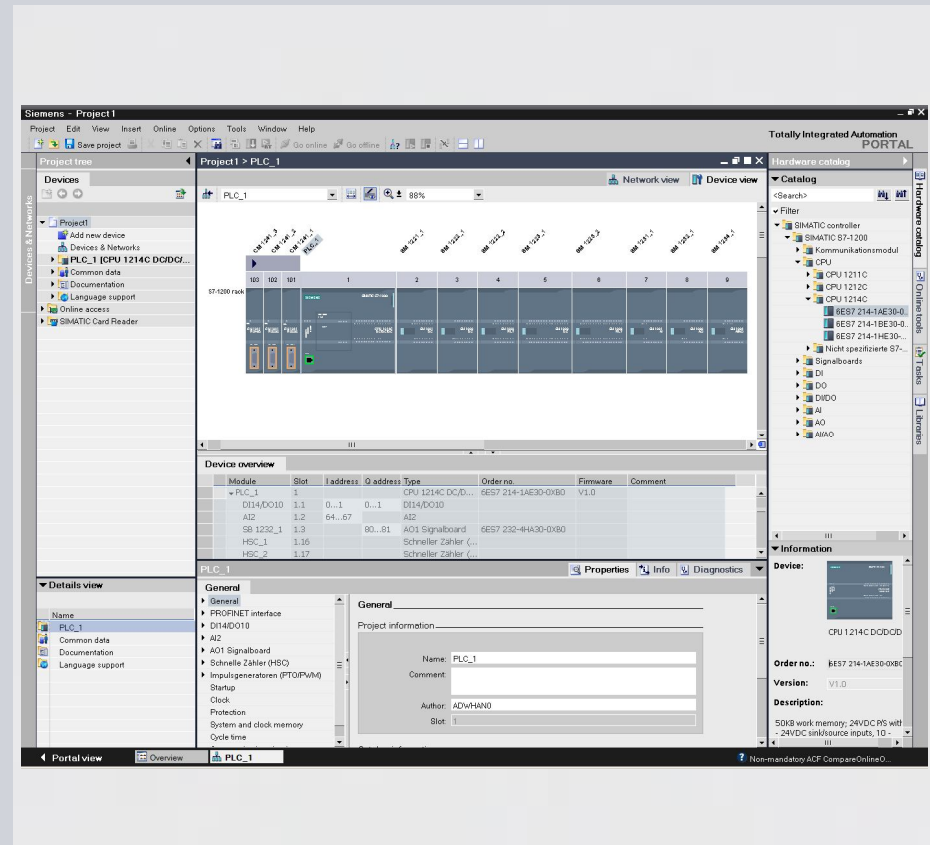 Siemens - Project1
Project Edit View Insert Online Options Tools Window Help
Totally Integrated Automation
PORTAL
Save project Go online Go offline
Project tree
Project1 > PLC_1
Hardware catalog
Devices
Network view Device view
Catalog
PLC_1 88%
<Search>
Filter
Project1
Add new device
Devices & Networks
PLC_1 [CPU 1214C DC/DC/...
Common data
Documentation
Language support
Online access
SIMATIC Card Reader
Devices & Networks
CM 1241_3 CM 1241_2 CM 1241_1 PLC_1
103 102 101 1 2 3 4 5 6 7 8 9
S7-1200 rack
SIMATIC controller
SIMATIC S7-1200
Kommunikationsmodul
CPU
CPU 1211C
CPU 1212C
CPU 1214C
6ES7 214-1AE30-0..
6ES7 214-1BE30-0..
6ES7 214-1HE30-...
Nicht spezifizierte S7-...
Signalboards
DI
DO
DI/DO
AI
AO
AI/AO
Hardware catalog
Online tools
Tasks
Libraries
Device overview
Module Slot I address Q address Type Order no. Firmware Comment
PLC_1 1 CPU 1214C DC/D... 6ES7 214-1AE30-0XB0 V1.0
DI14/DO10 1.1 0...1 0...1 DI14/DO10
AI2 1.2 64...67 AI2
SB 1232_1 1.3 80...81 AO1 Signalboard 6ES7 232-4HA30-0XB0
HSC_1 1.16 Schneller Zähler (...
HSC_2 1.17 Schneller Zähler (...
PLC_1
Properties Info Diagnostics
Information
Device:
CPU 1214C DC/DC/D
Order no.: 6ES7 214-1AE30-0XBC
Version: V1.0
Description:
50KB work memory; 24VDC P/S with
- 24VDC sink/source inputs, 10 -
Details view
Name
PLC_1
Common data
Documentation
Language support
General
General
PROFINET interface
DI14/DO10
AI2
AO1 Signalboard
Schnelle Zähler (HSC)
Impulsgeneratoren (PTO/PWM)
Startup
Clock
Protection
System and clock memory
Cycle time
General
Project information
Name: PLC_1
Comment:
Author: ADWHAN0
Slot: 1
Portal view Overview PLC_1
Non-mandatory ACF CompareOnlineO...